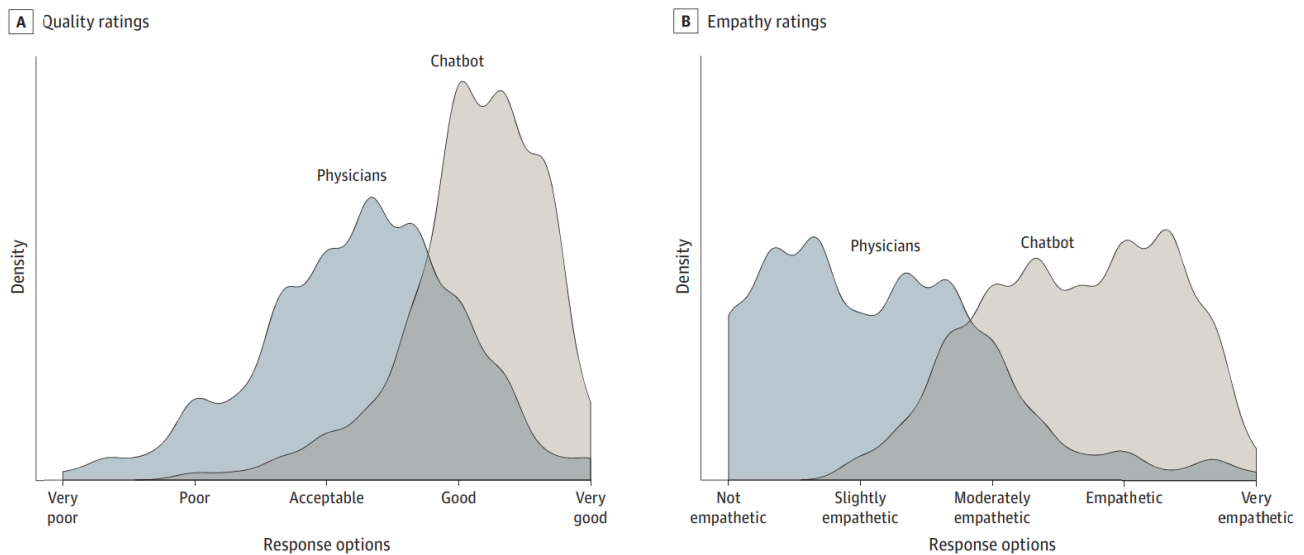 A Quality ratings
Chatbot
Physicians
Density
Very
poor
Poor
Acceptable
Good
Very
good
Response options
B Empathy ratings
Physicians
Chatbot
Density
Not
empathetic
Slightly
empathetic
Moderately
empathetic
Empathetic
Very
empathetic
Response options